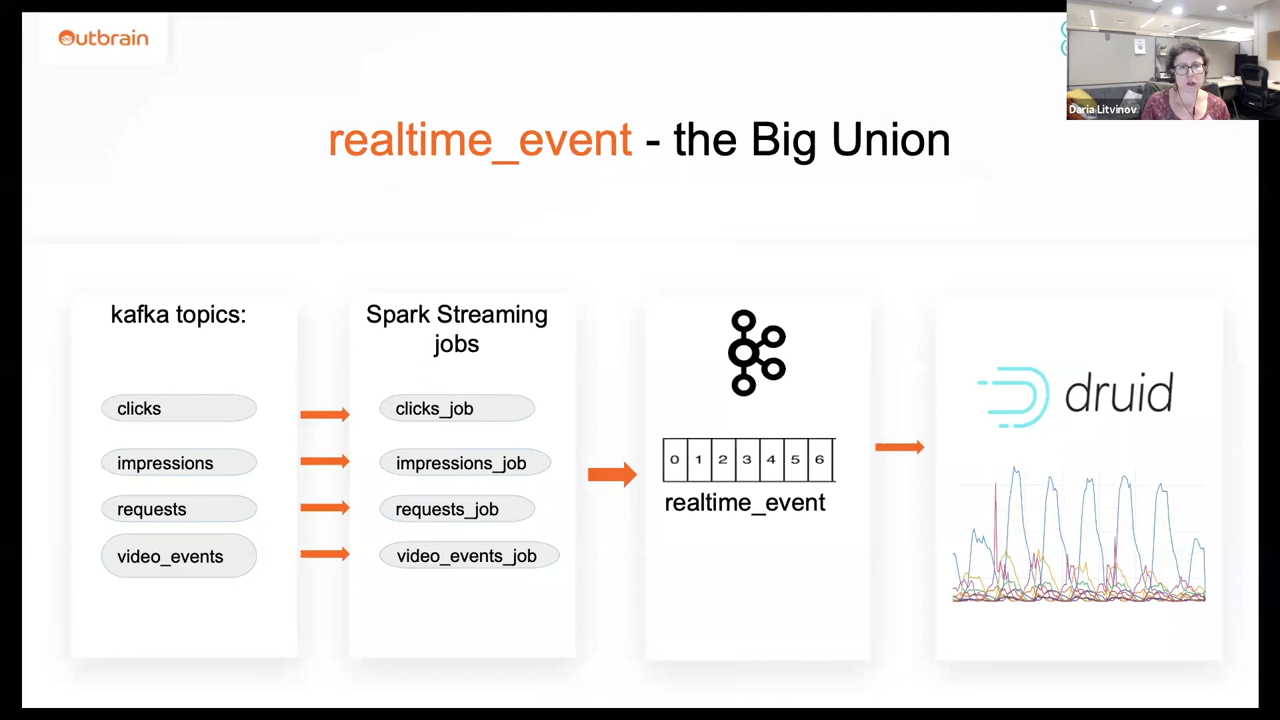 Outbrain
Daria Litvinov
realtime_event - the Big Union
kafka topics:
clicks
impressions
requests
video_events
Spark Streaming
jobs
clicks_job
impressions_job
requests_job
video_events_job
0 1 2 3 4 5 6
realtime_event
druid